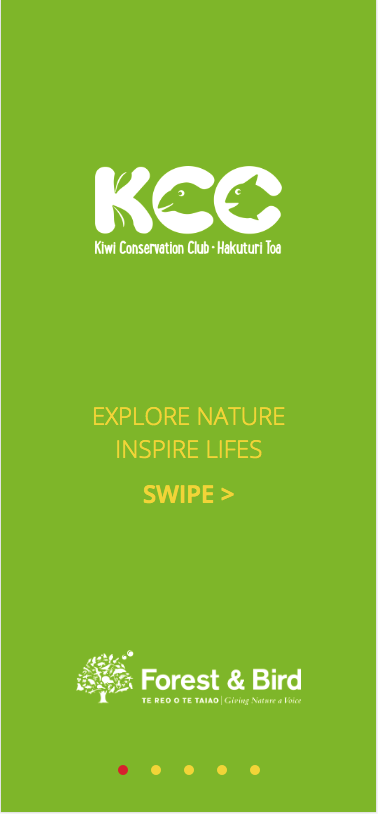 KCC
Kiwi Conservation Club · Hakuturi Toa
EXPLORE NATURE
INSPIRE LIFES
SWIPE >
Forest & Bird
TE REO O TE TAIAO | Giving Nature a Voice